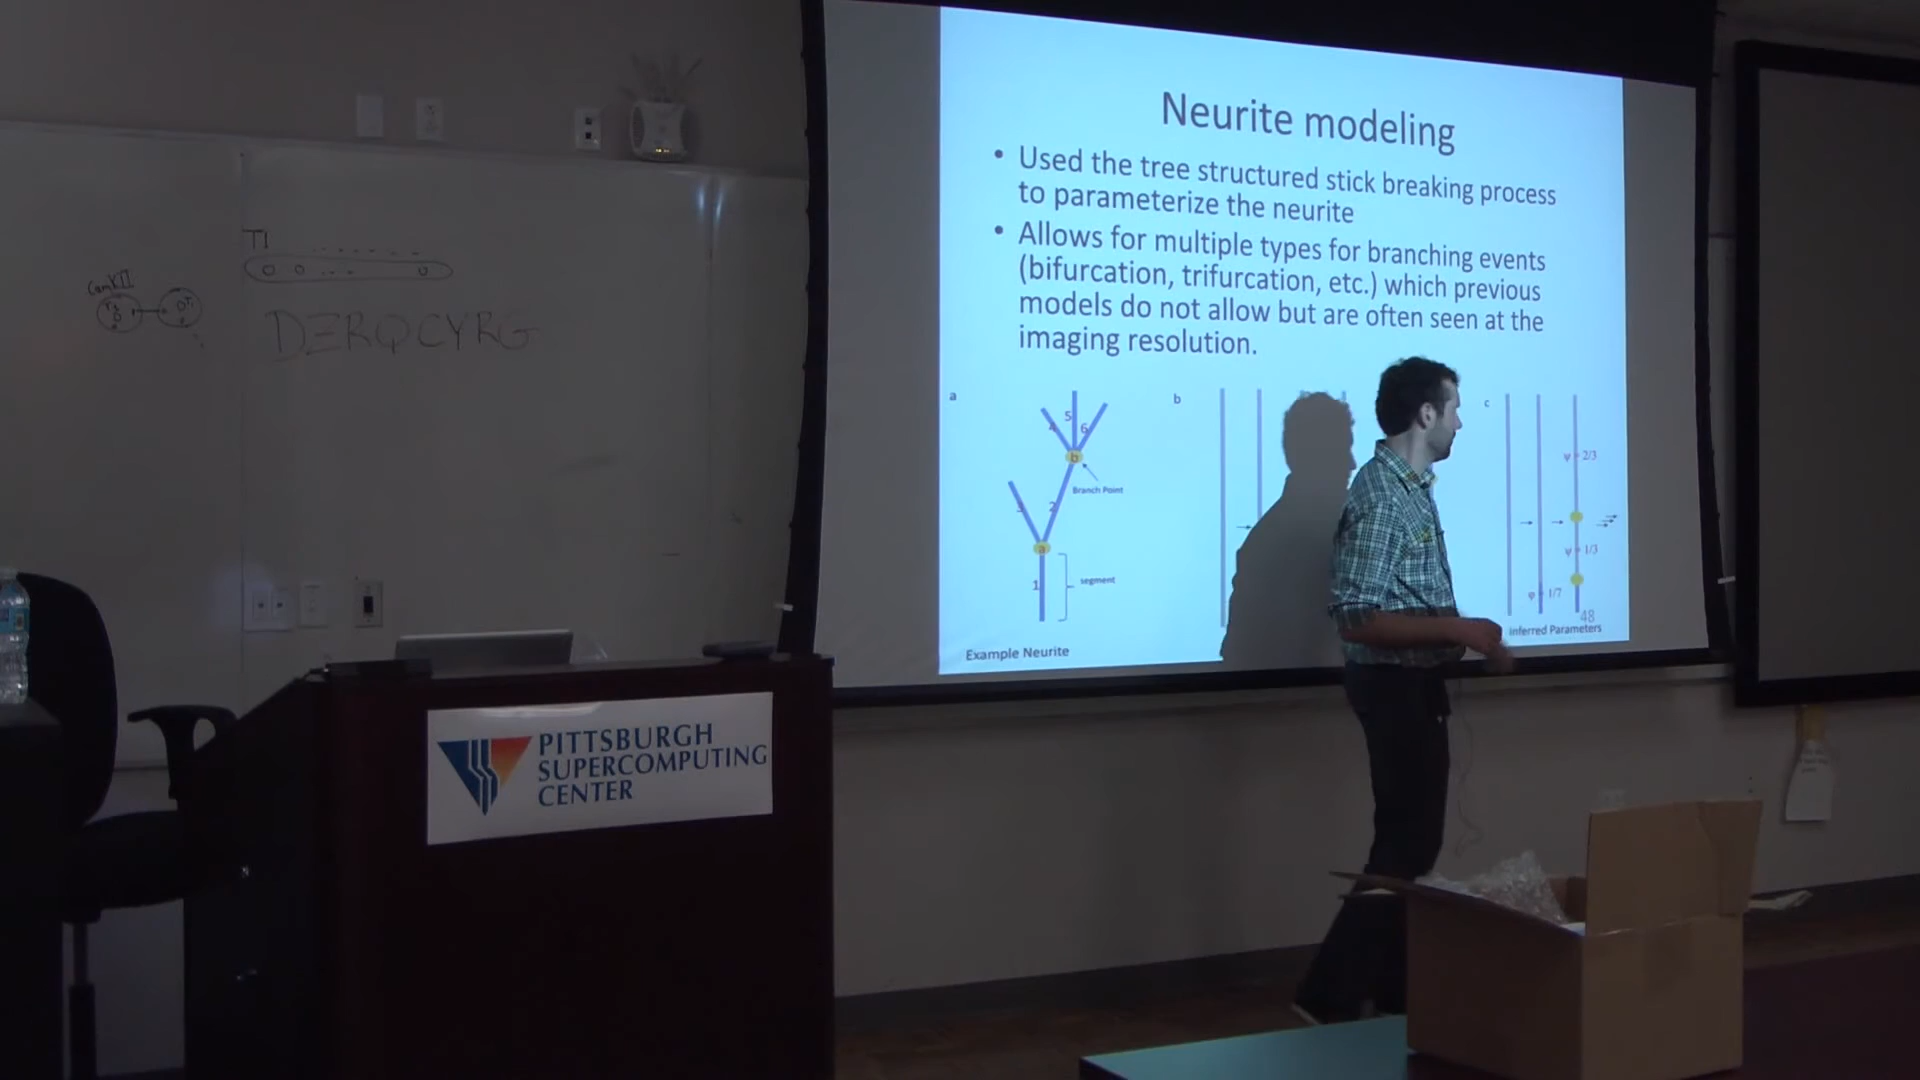 Neurite modeling
• Used the tree structured stick breaking process
to parameterize the neurite
• Allows for multiple types for branching events
(bifurcation, trifurcation, etc.) which previous
models do not allow but are often seen at the
imaging resolution.
a
b
c
4
5
6
b
Branch Point
2
a
1
segment
Example Neurite
ψ 2/3
ψ 1/3
φ 1/7
48
Inferred Parameters
T1
CamKII
DERQCYRG
PITTSBURGH
SUPERCOMPUTING
CENTER